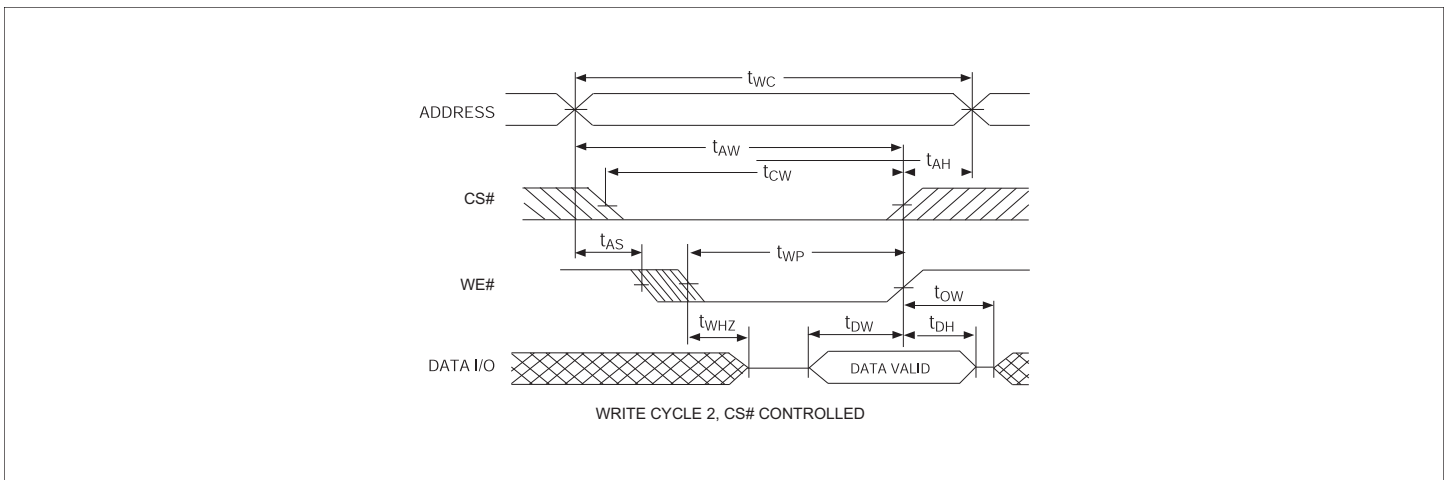 tWC
ADDRESS
tAW
tAH
tCW
CS#
tAS
tWP
WE#
tOW
tWHZ
tDW
tDH
DATA I/O
DATA VALID
WRITE CYCLE 2, CS# CONTROLLED